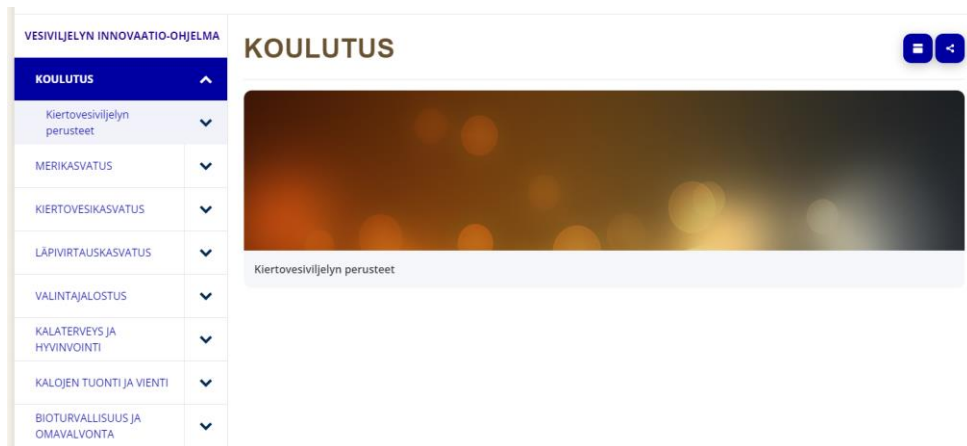 VESIVILJELYN INNOVAATIO-OHJELMA
KOULUTUS
Kiertovesiviljelyn
perusteet
MERIKASVATUS
KIERTOVESIKASVATUS
LÄPIVIRTAUSKASVATUS
VALINTAJALOSTUS
KALATERVEYS JA
HYVINVOINTI
KALOJEN TUONTI JA VIENTI
BIOTURVALLISUUS JA
OMAVALVONTA
KOULUTUS
Kiertovesiviljelyn perusteet